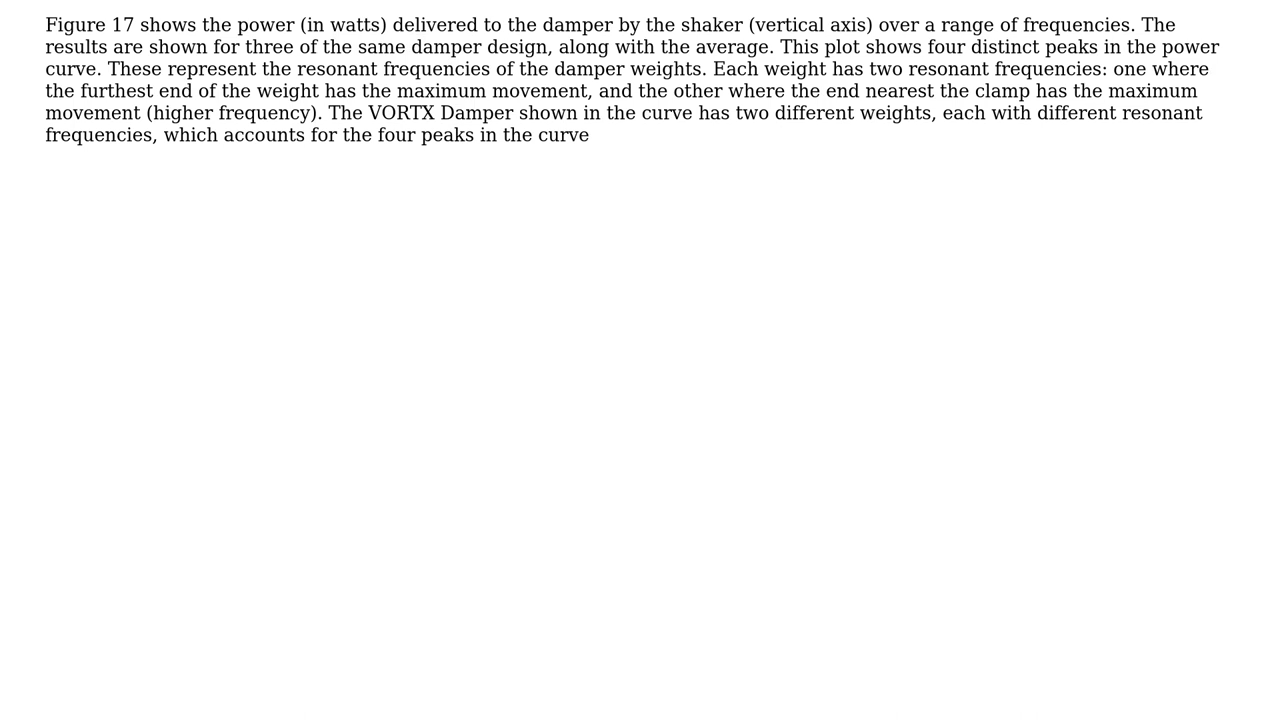 Figure 17 shows the power (in watts) delivered to the damper by the shaker (vertical axis) over a range of frequencies. The
results are shown for three of the same damper design, along with the average. This plot shows four distinct peaks in the power
curve. These represent the resonant frequencies of the damper weights. Each weight has two resonant frequencies: one where
the furthest end of the weight has the maximum movement, and the other where the end nearest the clamp has the maximum
movement (higher frequency). The VORTX Damper shown in the curve has two different weights, each with different resonant
frequencies, which accounts for the four peaks in the curve